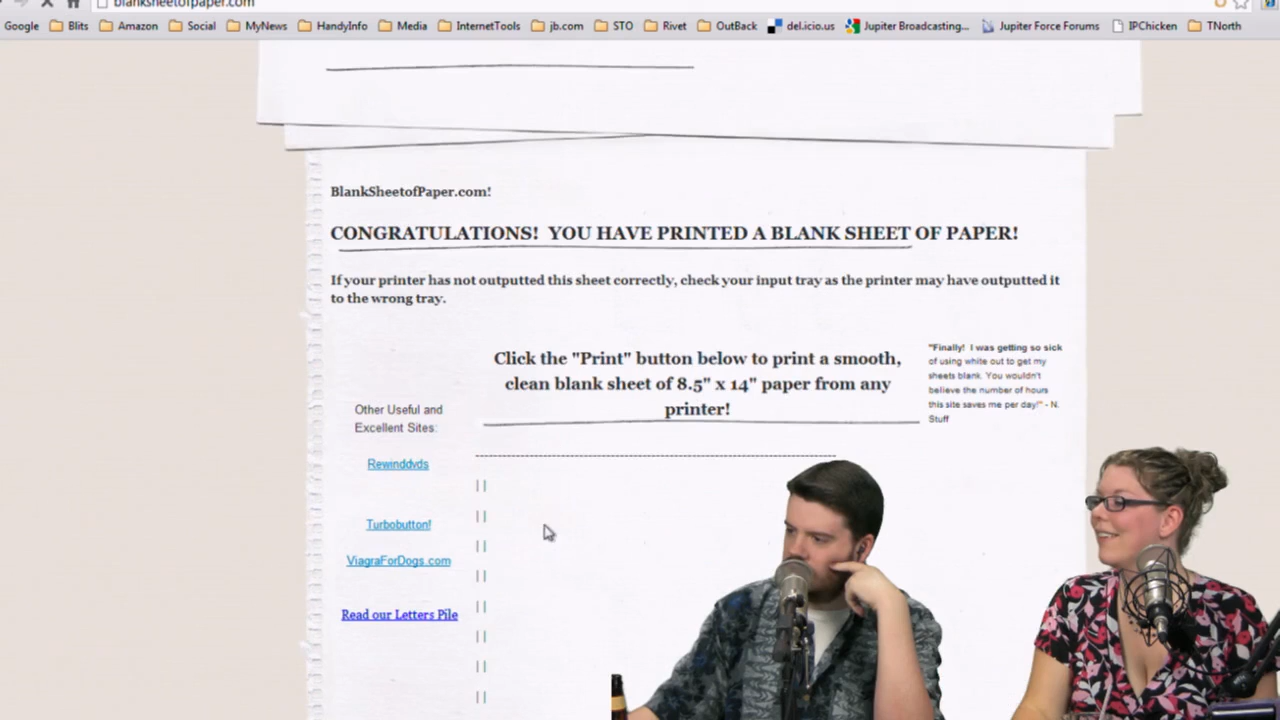 blanksheetofpaper.com
Google Blits Amazon Social MyNews HandyInfo Media InternetTools jb.com STO Rivet OutBack del.icio.us Jupiter Broadcasting... Jupiter Force Forums IPChicken TNorth
BlankSheetofPaper.com!
CONGRATULATIONS! YOU HAVE PRINTED A BLANK SHEET OF PAPER!
If your printer has not outputted this sheet correctly, check your input tray as the printer may have outputted it
to the wrong tray.
Click the "Print" button below to print a smooth,
clean blank sheet of 8.5" x 14" paper from any
printer!
"Finally! I was getting so sick
of using white out to get my
sheets blank. You wouldn't
believe the number of hours
this site saves me per day!" - N.
Stuff
Other Useful and
Excellent Sites:
Rewinddvds
Turbobutton!
ViagraForDogs.com
Read our Letters Pile